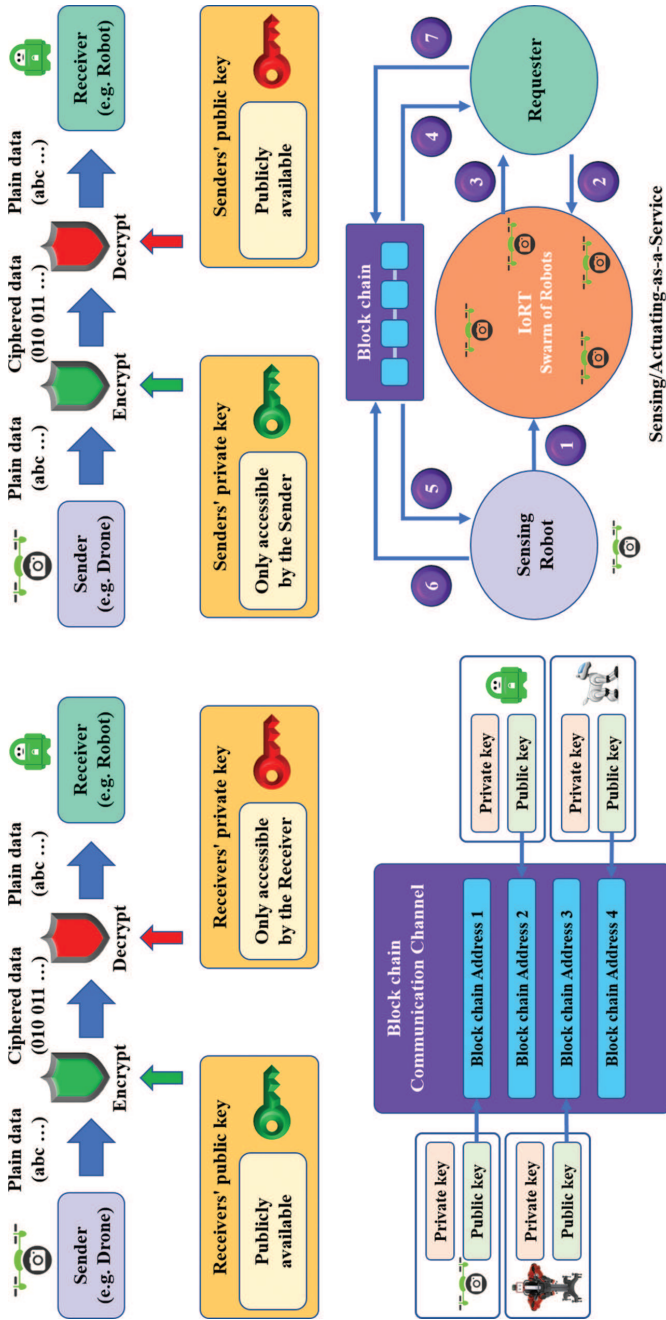 Plain data
(abc ...)
Ciphered data
(010 011 ...)
Plain data
(abc ...)
Sender
(e.g. Drone)
Encrypt
Decrypt
Receiver
(e.g. Robot)
Receivers' public key
Publicly
available
Receivers' private key
Only accessible
by the Receiver
Plain data
(abc ...)
Ciphered data
(010 011 ...)
Plain data
(abc ...)
Sender
(e.g. Drone)
Encrypt
Decrypt
Receiver
(e.g. Robot)
Senders' private key
Only accessible
by the Sender
Senders' public key
Publicly
available
Block chain
Communication Channel
Private key
Public key
Private key
Public key
Block chain Address 1
Block chain Address 2
Block chain Address 3
Block chain Address 4
Private key
Public key
Private key
Public key
Block chain
6
5
4
7
Sensing
Robot
1
IoRT
Swarm of Robots
3
2
Requester
Sensing/Actuating-as-a-Service